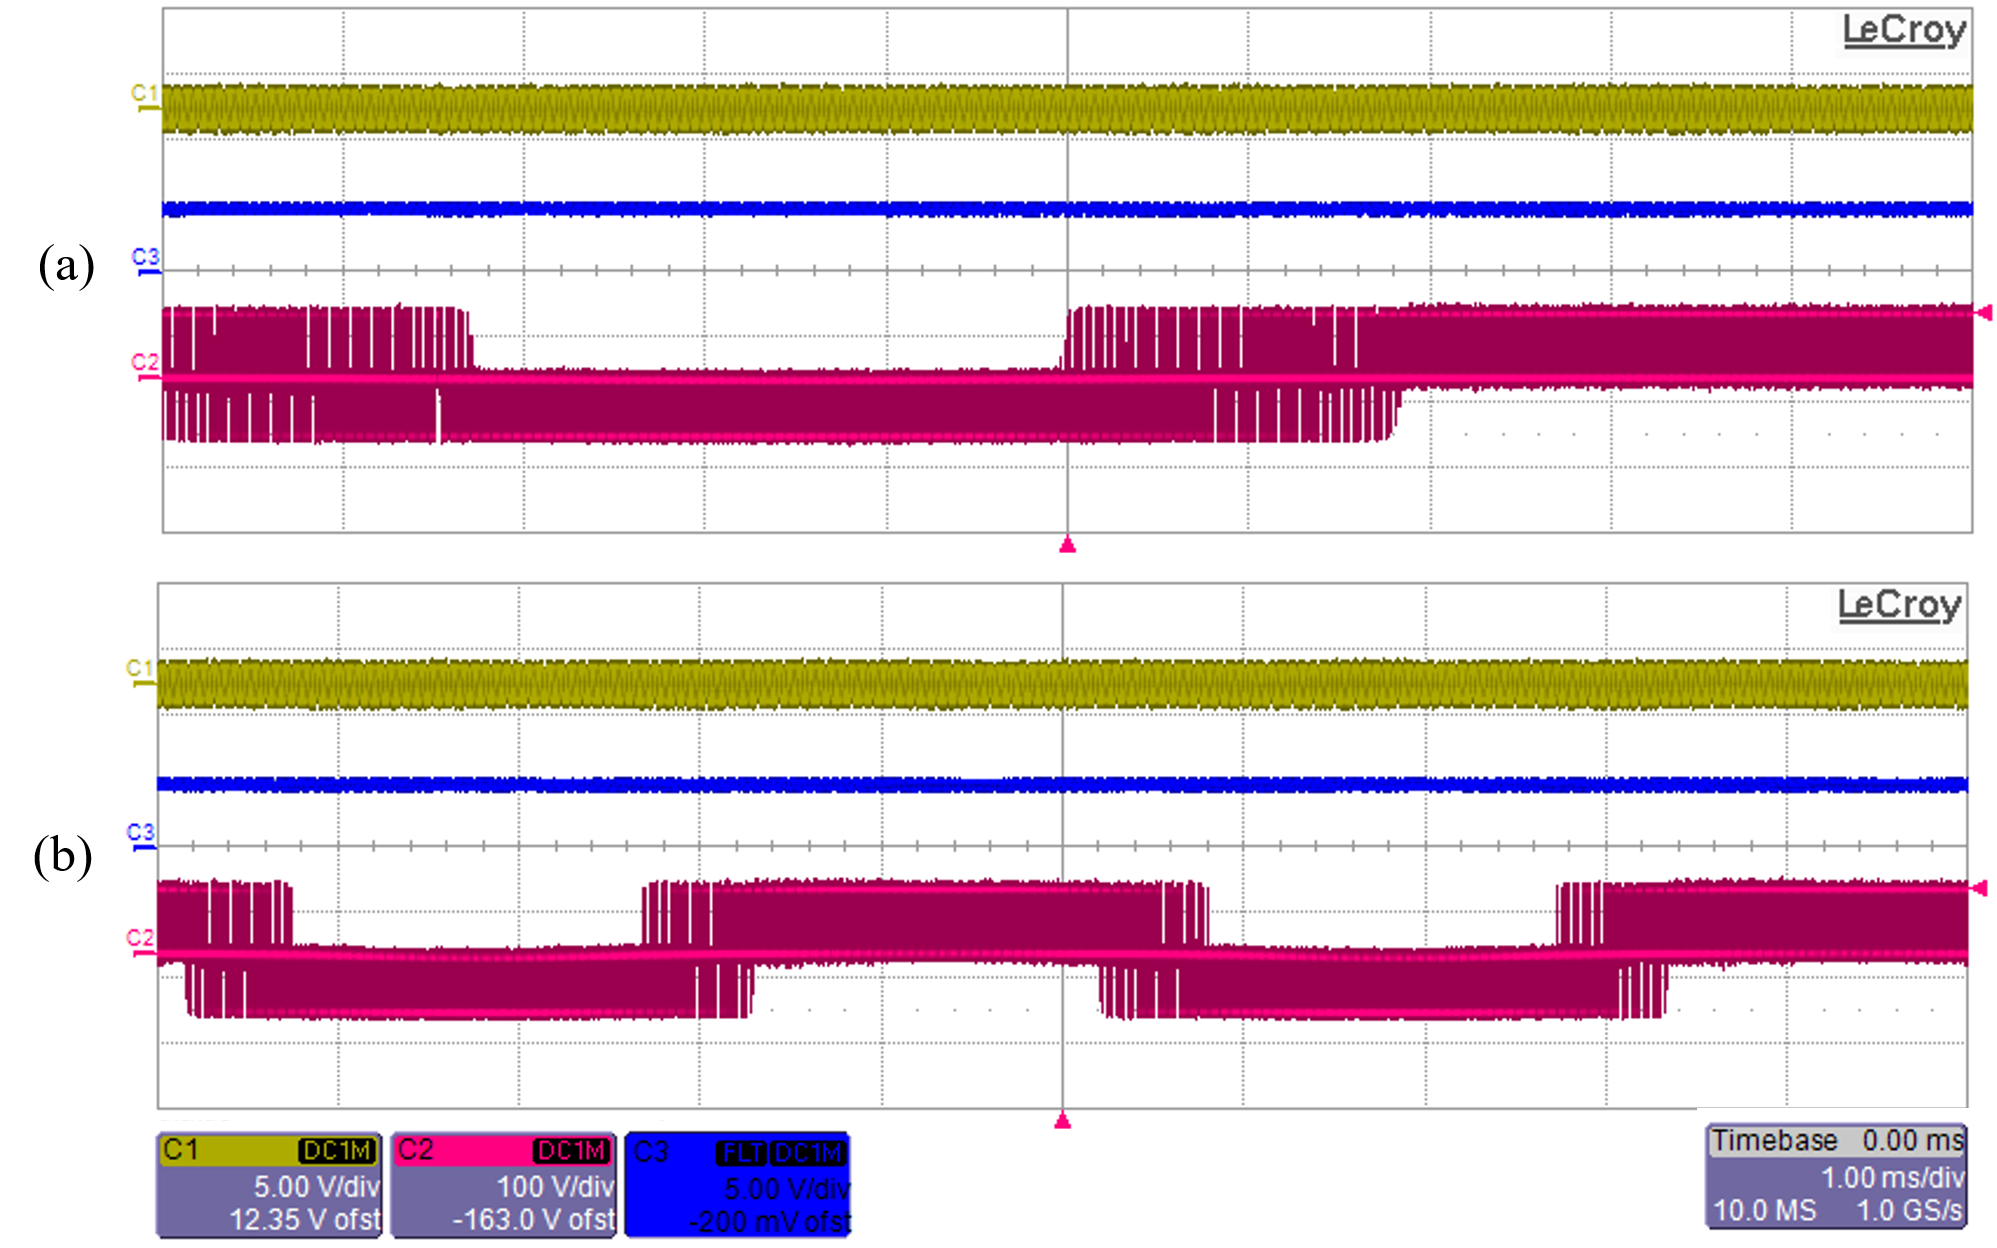 LeCroy
C1
(a)
C3
C2
LeCroy
C1
(b)
C3
C2
C1 DC1M
5.00 V/div
12.35 V ofst
C2 DC1M
100 V/div
-163.0 V ofst
C3 FLT DC1M
5.00 V/div
-200 mV ofst
Timebase 0.00 ms
1.00 ms/div
10.0 MS 1.0 GS/s